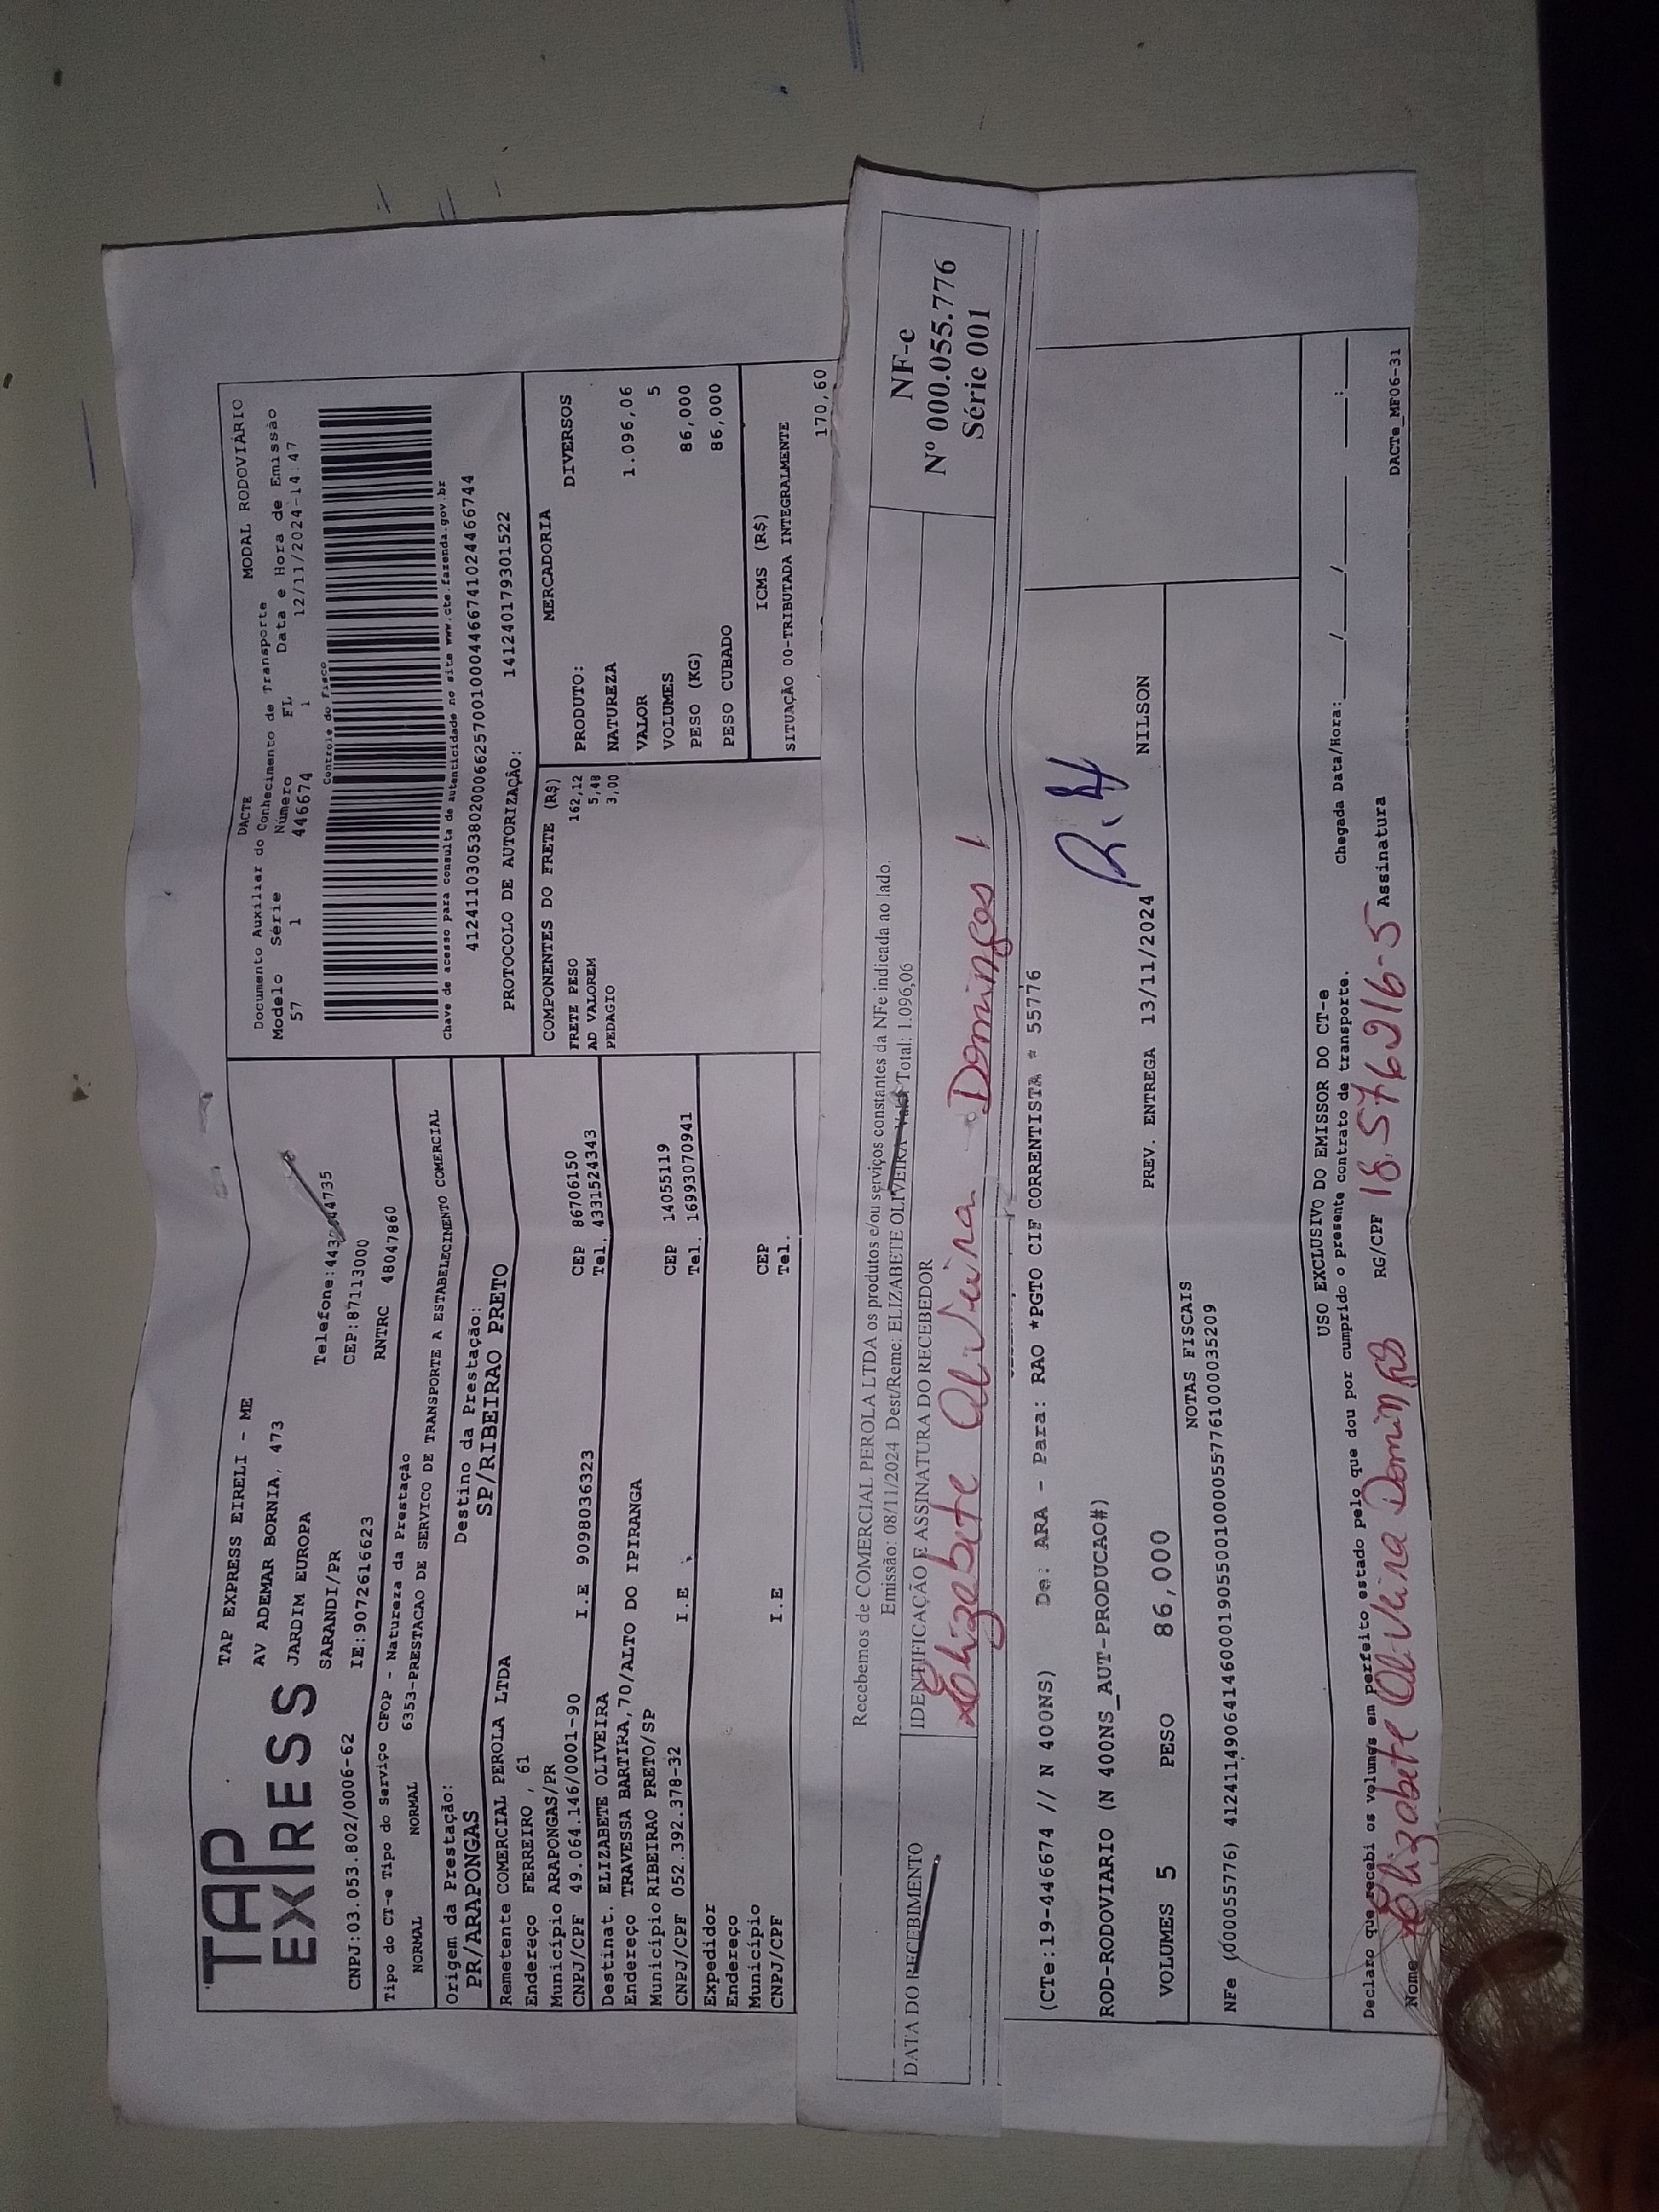 TAP
EXPRESS
TAP EXPRESS EIRELI - ME
AV ADEMAR BORNIA, 473
JARDIM EUROPA
SARANDI/PR
Telefone:443 44735
CEP:87113000
CNPJ:03.053.802/0006-62
IE:9072616623
RNTRC 48047860
DACTE
MODAL RODOVIÁRIO
Documento Auxiliar do Conhecimento de Transporte
Modelo Série Número FL Data e Hora de Emissão
57 1 446674 1 12/11/2024-14:47
Controle do Fisco
Chave de acesso para consulta de autenticidade no site www.cte.fazenda.gov.br
41241103053802000662570010004466741024466744
PROTOCOLO DE AUTORIZAÇÃO: 141240179301522
Tipo do CT-e Tipo do Serviço CFOP - Natureza da Prestação
NORMAL NORMAL 6353-PRESTACAO DE SERVICO DE TRANSPORTE A ESTABELECIMENTO COMERCIAL
Origem da Prestação: Destino da Prestação:
PR/ARAPONGAS SP/RIBEIRAO PRETO
Remetente COMERCIAL PEROLA LTDA
Endereço FERREIRO , 61
Município ARAPONGAS/PR CEP 86706150
CNPJ/CPF 49.064.146/0001-90 I.E 9098036323 Tel. 4331524343
Destinat. ELIZABETE OLIVEIRA
Endereço TRAVESSA BARTIRA,70/ALTO DO IPIRANGA
Município RIBEIRAO PRETO/SP CEP 14055119
CNPJ/CPF 052.392.378-32 I.E Tel. 16993070941
Expedidor
Endereço
Município CEP
CNPJ/CPF I.E Tel.
COMPONENTES DO FRETE (R$)
FRETE PESO 162,12
AD VALOREM 5,48
PEDAGIO 3,00
MERCADORIA
PRODUTO: DIVERSOS
NATUREZA
VALOR 1.096,06
VOLUMES 5
PESO (KG) 86,000
PESO CUBADO 86,000
ICMS (R$)
SITUAÇÃO 00-TRIBUTADA INTEGRALMENTE
170,60
Recebemos de COMERCIAL PEROLA LTDA os produtos e/ou serviços constantes da NFe indicada ao lado.
Emissão: 08/11/2024 Dest/Reme: ELIZABETE OLIVEIRA Valor Total: 1.096,06
DATA DO RECEBIMENTO
IDENTIFICAÇÃO E ASSINATURA DO RECEBEDOR
Elizabete Oliveira Domingos
NF-e
Nº 000.055.776
Série 001
(CTe:19-446674 // N 400NS) De: ARA - Para: RAO *PGTO CIF CORRENTISTA * 55776
ROD-RODOVIARIO (N 400NS_AUT-PRODUCAO#)
VOLUMES 5 PESO 86,000 PREV. ENTREGA 13/11/2024 NILSON
NOTAS FISCAIS
NFe (000055776) 41241149064146000190550010000557761000035209
USO EXCLUSIVO DO EMISSOR DO CT-e
Declaro que recebi os volumes em perfeito estado pelo que dou por cumprido o presente contrato de transporte.
Chegada Data/Hora:___/___/___ ___:___
Nome Elizabete Oliveira Domingos RG/CPF 18.576216-5 Assinatura
DACTe_MF06-31